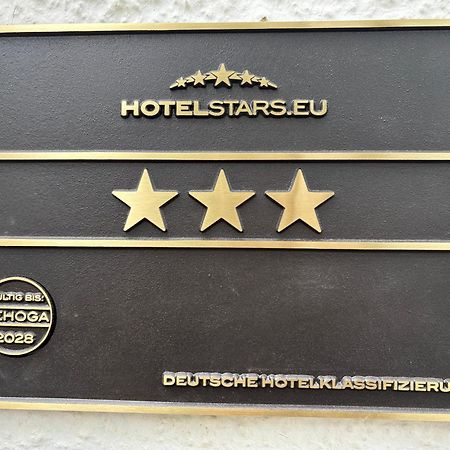 HOTELSTARS.EU
ÜLTIG BIS:
EHOGA
2028
DEUTSCHE HOTELKLASSIFIZIERU